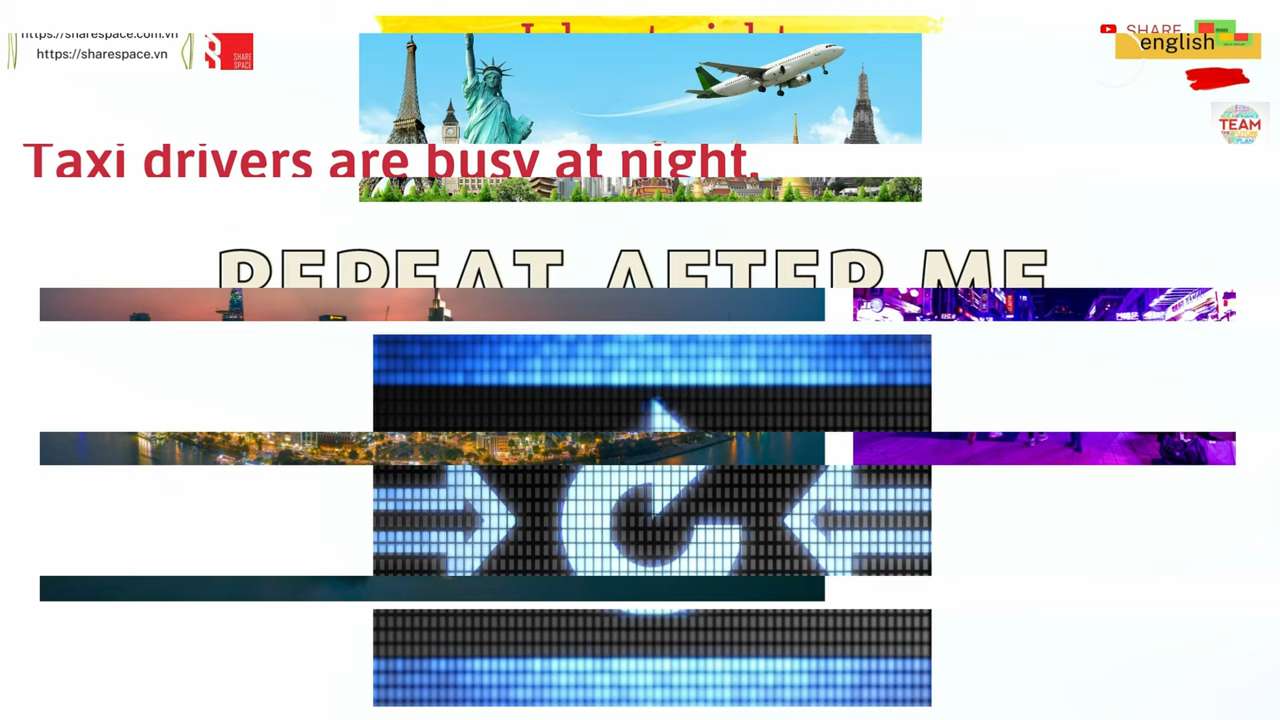 https://sharespace.com.vn
https://sharespace.vn
SHARE
SPACE
SHARE
english
TEAM
PLAN
Taxi drivers are busy at night.
REPEAT AFTER ME